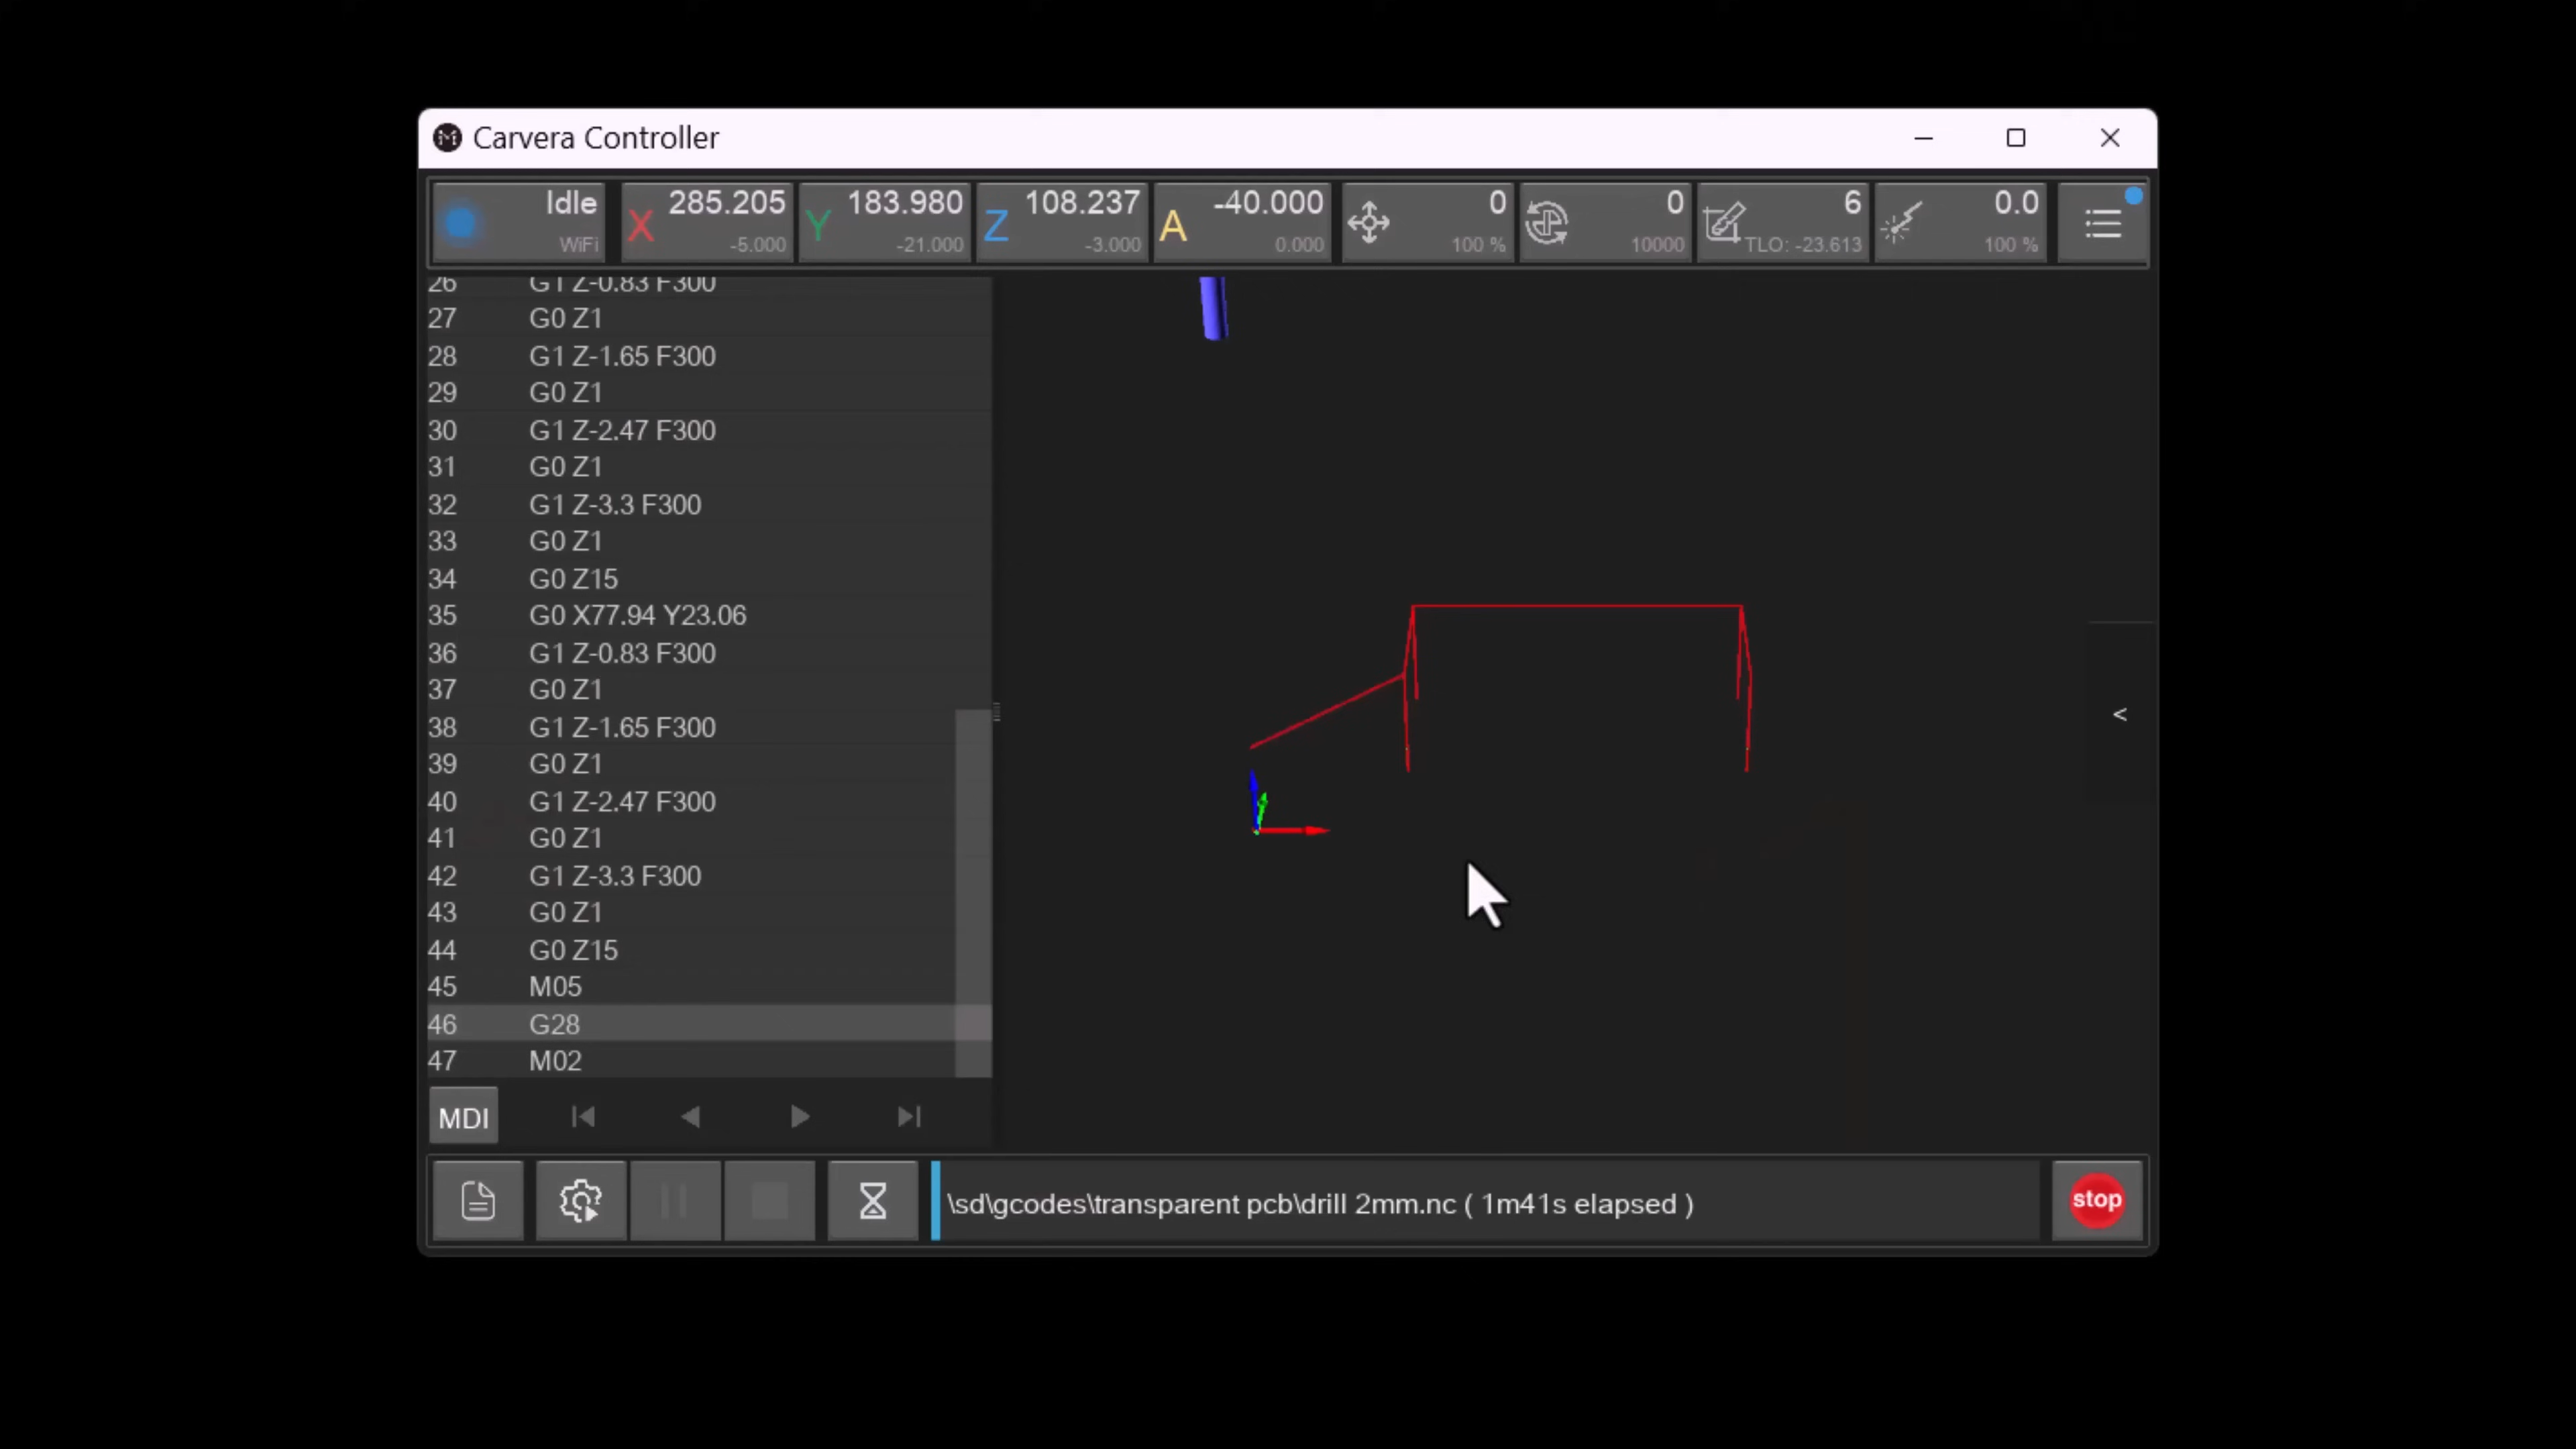 Carvera Controller
Idle
WiFi
X 285.205
-5.000
Y 183.980
-21.000
Z 108.237
-3.000
A -40.000
0.000
0
100 %
0
10000
6
TLO: -23.613
0.0
100 %
26 G1 Z-0.83 F300
27 G0 Z1
28 G1 Z-1.65 F300
29 G0 Z1
30 G1 Z-2.47 F300
31 G0 Z1
32 G1 Z-3.3 F300
33 G0 Z1
34 G0 Z15
35 G0 X77.94 Y23.06
36 G1 Z-0.83 F300
37 G0 Z1
38 G1 Z-1.65 F300
39 G0 Z1
40 G1 Z-2.47 F300
41 G0 Z1
42 G1 Z-3.3 F300
43 G0 Z1
44 G0 Z15
45 M05
46 G28
47 M02
<
MDI
\sd\gcodes\transparent pcb\drill 2mm.nc ( 1m41s elapsed )
stop